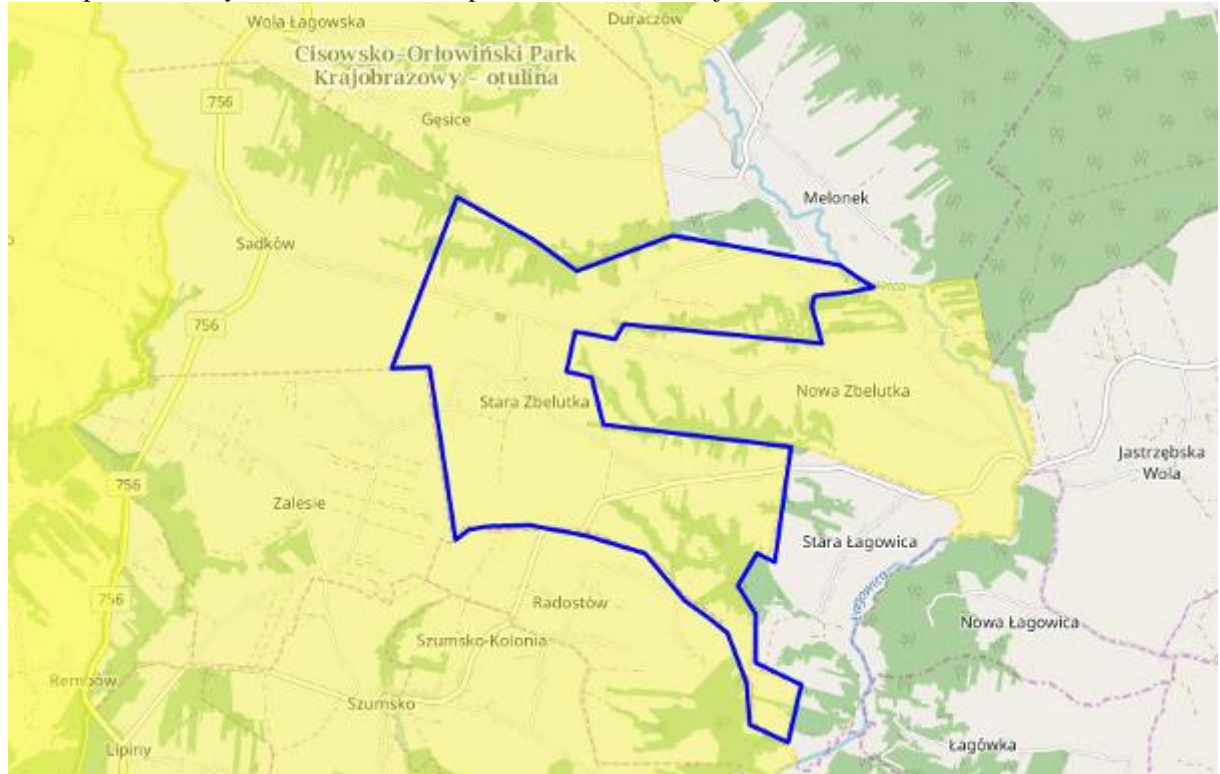 Wola Łagowska
Duraczów
Cisowsko-Orłowiński Park
Krajobrazowy - otulina
756
Gęsice
Melonek
Sadków
756
Nowa Zbelutka
Stara Zbelutka
Jastrzębska
Wola
756
Zalesie
Stara Łagowica
Łagowica
756
Radostów
Nowa Łagowica
Szumsko-Kolonia
Rembów
Szumsko
Lipiny
Łagówka